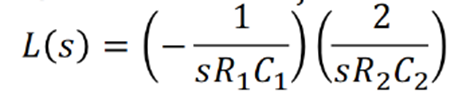 L(s) = (− 1/(sR₁C₁)) (2/(sR₂C₂))